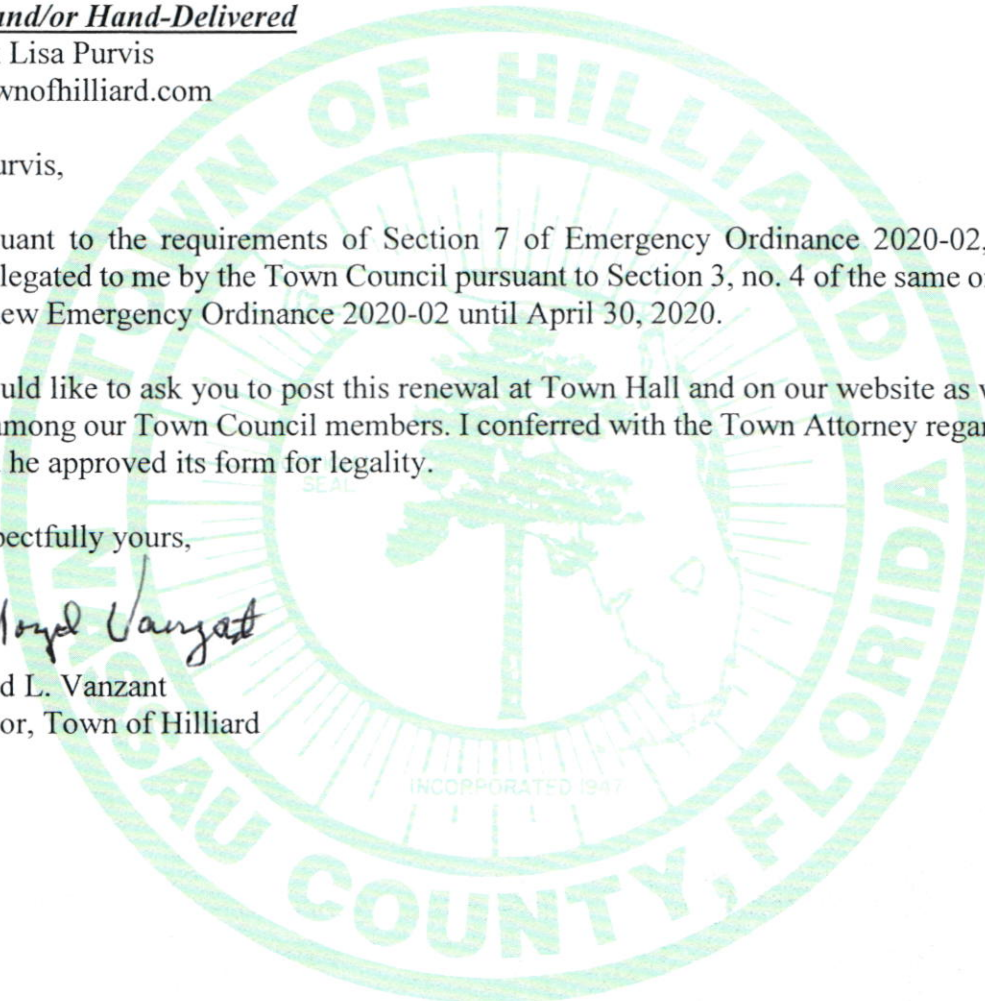 and/or Hand-Delivered
Lisa Purvis
wnofhilliard.com
urvis,
uant to the requirements of Section 7 of Emergency Ordinance 2020-02,
legated to me by the Town Council pursuant to Section 3, no. 4 of the same o
ew Emergency Ordinance 2020-02 until April 30, 2020.
uld like to ask you to post this renewal at Town Hall and on our website as
among our Town Council members. I conferred with the Town Attorney regar
he approved its form for legality.
pectfully yours,
loyd Vanzant
d L. Vanzant
or, Town of Hilliard
TOWN OF HILLIARD
SEAL
INCORPORATED 1947
SSAU COUNTY, FLORIDA